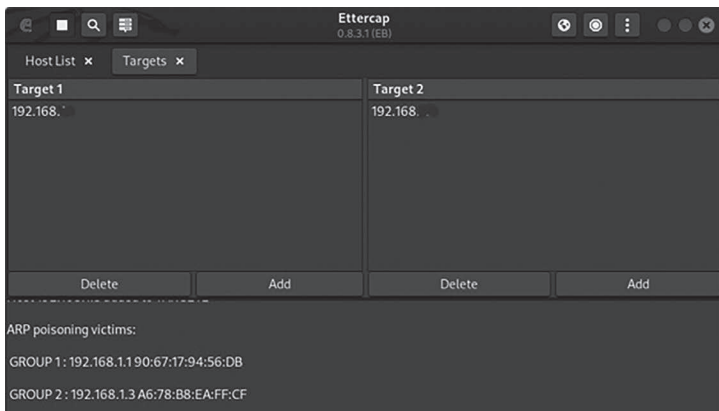 Ettercap
0.8.3.1 (EB)
Host List × Targets ×
Target 1 Target 2
192.168. 192.168.
Delete Add Delete Add
ARP poisoning victims:
GROUP 1 : 192.168.1.1 90:67:17:94:56:DB
GROUP 2 : 192.168.1.3 A6:78:B8:EA:FF:CF